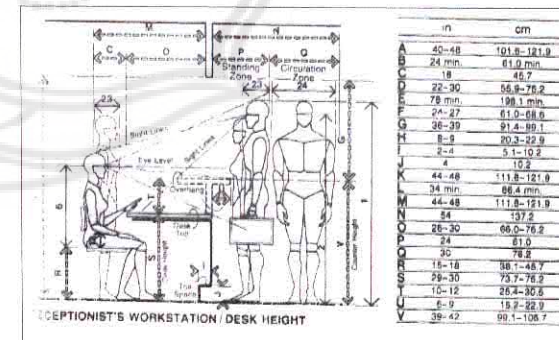 M
N
C
O
P
Q
Standing
Zone
Circulation
Zone
23
24
23
Sight Lines
Eye Level
Sight Lines
G
6
Overhang
T
Desk
Top
R
S
V
Counter Height
Toe
Space
CEPTIONIST'S WORKSTATION / DESK HEIGHT
in cm
A 40-48 101.6-121.9
B 24 min. 61.0 min.
C 18 45.7
D 22-30 55.9-76.2
E 78 min. 198.1 min.
F 24-27 61.0-68.6
G 36-39 91.4-99.1
H 8-9 20.3-22.9
I 2-4 5.1-10.2
J 4 10.2
K 44-48 111.8-121.9
L 34 min. 86.4 min.
M 44-48 111.8-121.9
N 54 137.2
O 26-30 66.0-76.2
P 24 61.0
Q 30 76.2
R 15-18 38.1-45.7
S 29-30 73.7-76.2
T 10-12 25.4-30.5
U 6-9 15.2-22.9
V 39-42 99.1-106.7